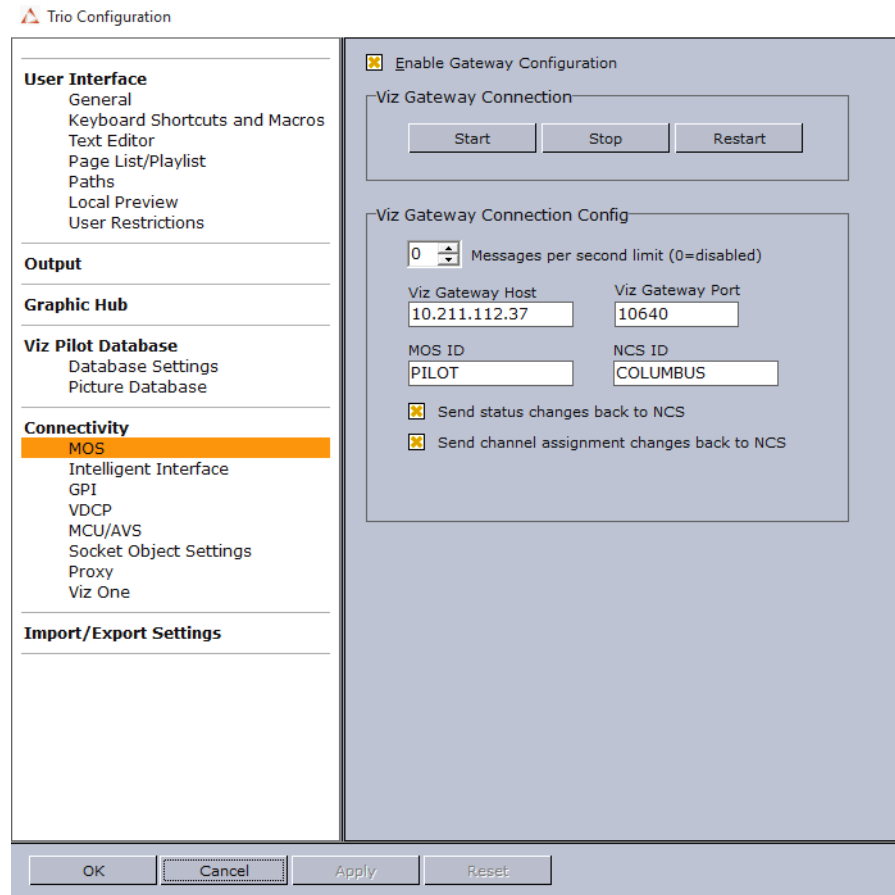 Trio Configuration
User Interface
General
Keyboard Shortcuts and Macros
Text Editor
Page List/Playlist
Paths
Local Preview
User Restrictions
Output
Graphic Hub
Viz Pilot Database
Database Settings
Picture Database
Connectivity
MOS
Intelligent Interface
GPI
VDCP
MCU/AVS
Socket Object Settings
Proxy
Viz One
Import/Export Settings
Enable Gateway Configuration
Viz Gateway Connection
Start Stop Restart
Viz Gateway Connection Config
0 Messages per second limit (0=disabled)
Viz Gateway Host Viz Gateway Port
10.211.112.37 10640
MOS ID NCS ID
PILOT COLUMBUS
Send status changes back to NCS
Send channel assignment changes back to NCS
OK Cancel Apply Reset